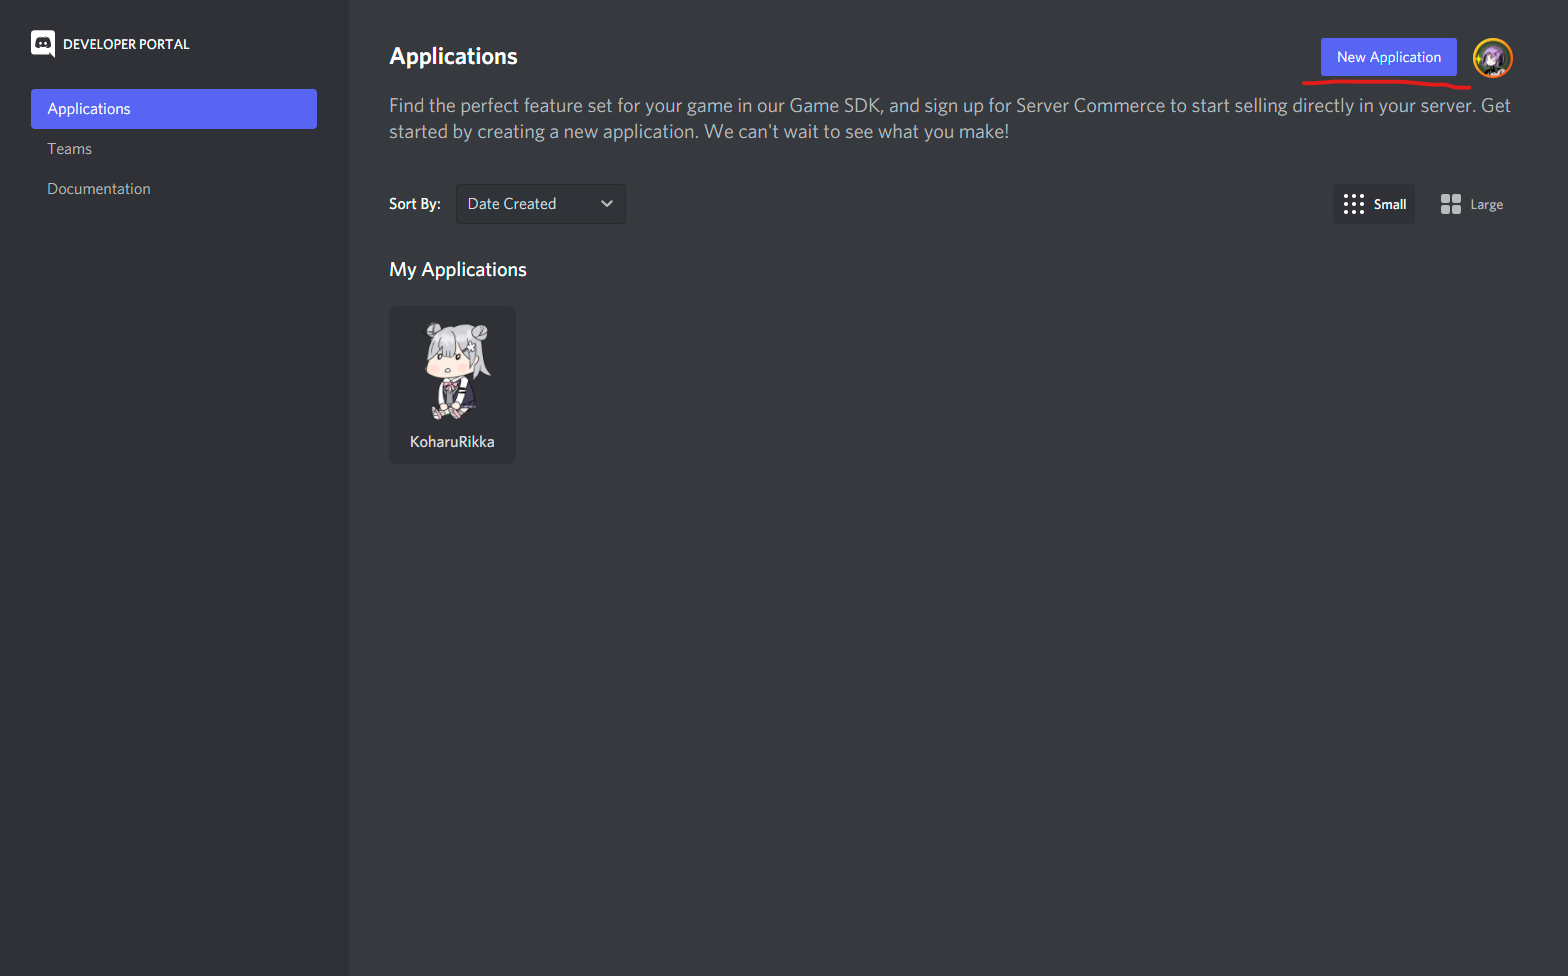 DEVELOPER PORTAL
Applications
Teams
Documentation
Applications
New Application
Find the perfect feature set for your game in our Game SDK, and sign up for Server Commerce to start selling directly in your server. Get
started by creating a new application. We can't wait to see what you make!
Sort By:
Date Created
Small
Large
My Applications
KoharuRikka